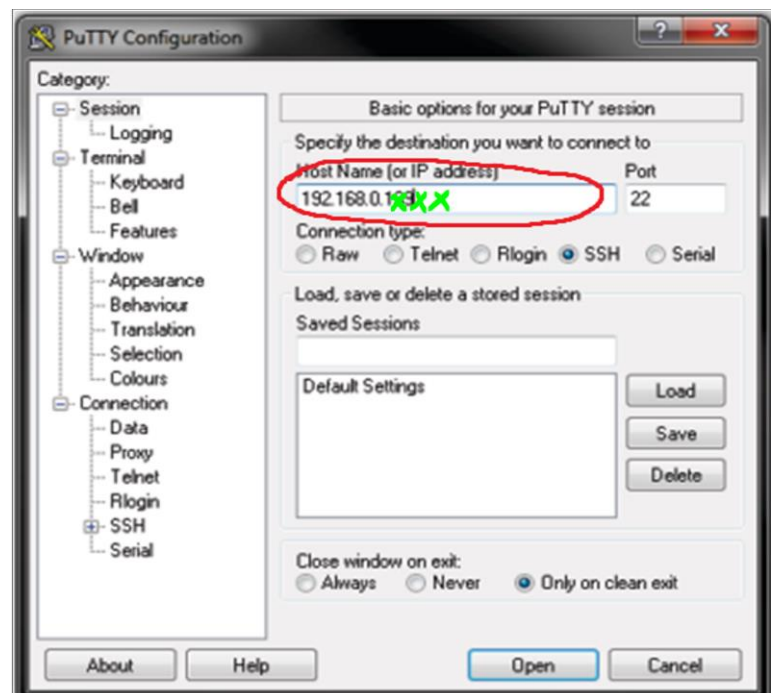 PuTTY Configuration
Category:
Session
Logging
Terminal
Keyboard
Bell
Features
Window
Appearance
Behaviour
Translation
Selection
Colours
Connection
Data
Proxy
Telnet
Rlogin
SSH
Serial
Basic options for your PuTTY session
Specify the destination you want to connect to
Host Name (or IP address) Port
192.168.0.1xxx 22
Connection type:
Raw Telnet Rlogin SSH Serial
Load, save or delete a stored session
Saved Sessions
Default Settings
Load
Save
Delete
Close window on exit:
Always Never Only on clean exit
About Help Open Cancel